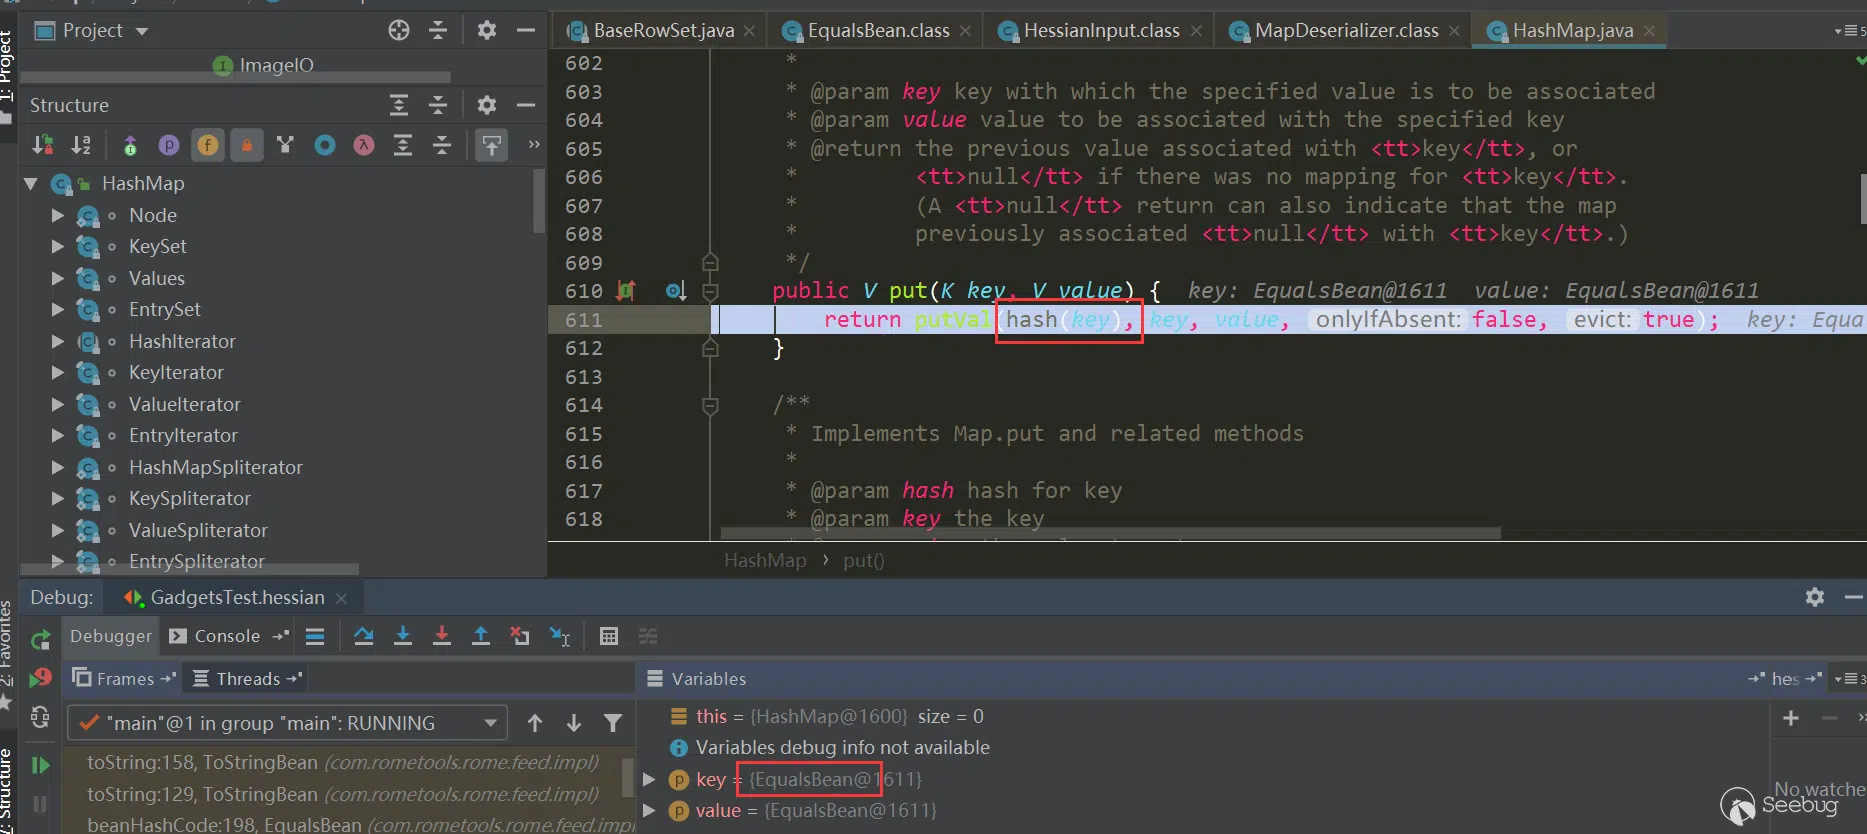 1: Project
Project
ImageIO
Structure
HashMap
Node
KeySet
Values
EntrySet
HashIterator
KeyIterator
ValueIterator
EntryIterator
HashMapSpliterator
KeySpliterator
ValueSpliterator
EntrySpliterator
BaseRowSet.java
EqualsBean.class
HessianInput.class
MapDeserializer.class
HashMap.java
5
602 *
603 * @param key key with which the specified value is to be associated
604 * @param value value to be associated with the specified key
605 * @return the previous value associated with <tt>key</tt>, or
606 * <tt>null</tt> if there was no mapping for <tt>key</tt>.
607 * (A <tt>null</tt> return can also indicate that the map
608 * previously associated <tt>null</tt> with <tt>key</tt>.)
609 */
610 public V put(K key, V value) { key: EqualsBean@1611 value: EqualsBean@1611
611 return putVal(hash(key), key, value, onlyIfAbsent: false, evict: true); key: Equa
612 }
613
614 /**
615 * Implements Map.put and related methods
616 *
617 * @param hash hash for key
618 * @param key the key
HashMap › put()
2: Favorites
Structure
Debug: GadgetsTest.hessian
Debugger Console
Frames Threads
"main"@1 in group "main": RUNNING
toString:158, ToStringBean (com.rometools.rome.feed.impl)
toString:129, ToStringBean (com.rometools.rome.feed.impl)
beanHashCode:198, EqualsBean (com.rometools.rome.feed.impl
Variables
hes
3
this = {HashMap@1600} size = 0
Variables debug info not available
key = {EqualsBean@1611}
value = {EqualsBean@1611}
No watche
Seebug